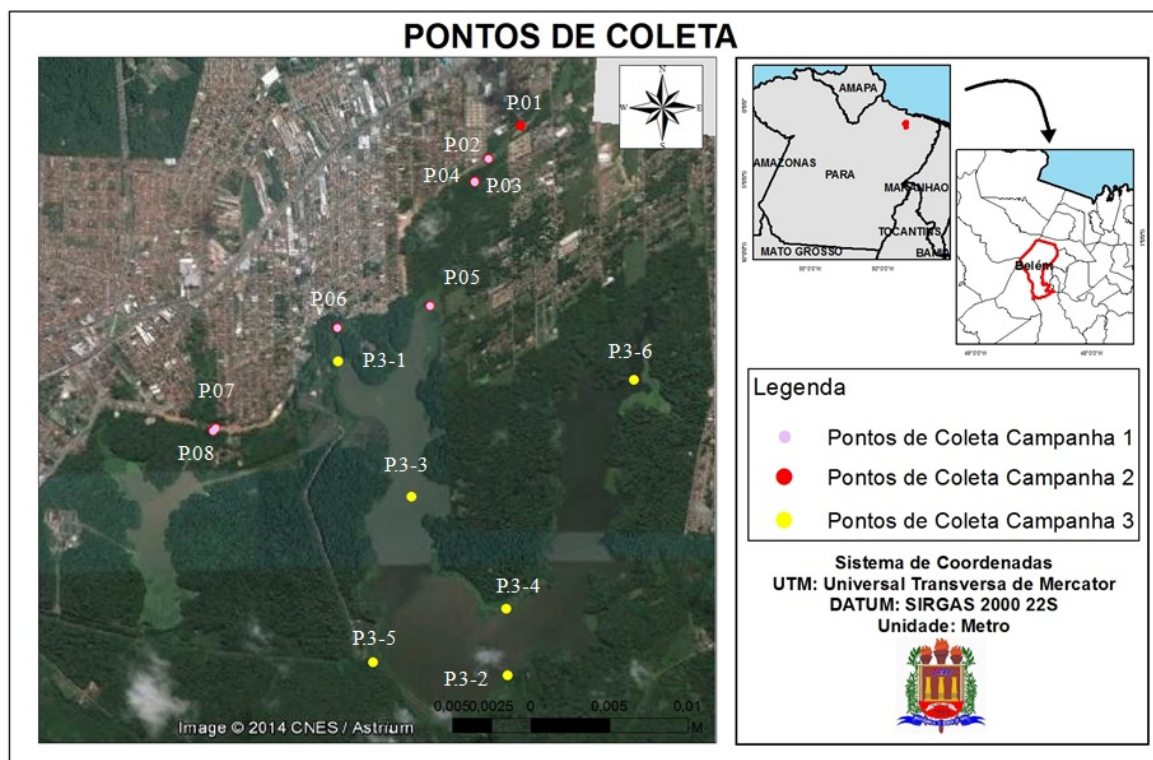 PONTOS DE COLETA
N
W
E
S
P.01
P.02
P.04
P.03
P.05
P.06
P.3-1
P.3-6
P.07
P.08
P.3-3
P.3-4
P.3-5
P.3-2
0,0050,0025 0 0,005 0,01
M
Image © 2014 CNES / Astrium
AMAPA
AMAZONAS
PARA
MARANHAO
TOCANTINS
MATO GROSSO
BAHIA
Belém
Legenda
Pontos de Coleta Campanha 1
Pontos de Coleta Campanha 2
Pontos de Coleta Campanha 3
Sistema de Coordenadas
UTM: Universal Transversa de Mercator
DATUM: SIRGAS 2000 22S
Unidade: Metro